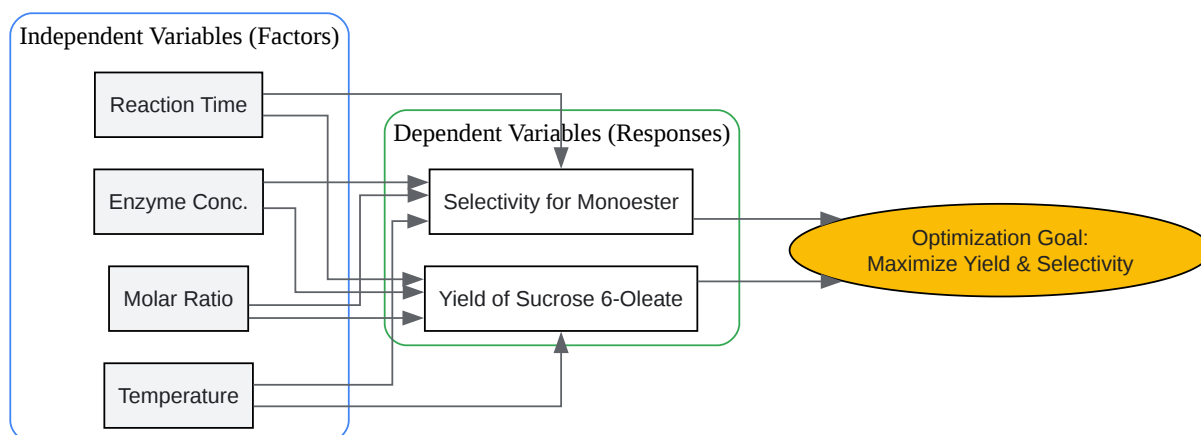 Independent Variables (Factors)
Reaction Time
Enzyme Conc.
Molar Ratio
Temperature
Dependent Variables (Responses)
Selectivity for Monoester
Yield of Sucrose 6-Oleate
Optimization Goal:
Maximize Yield & Selectivity